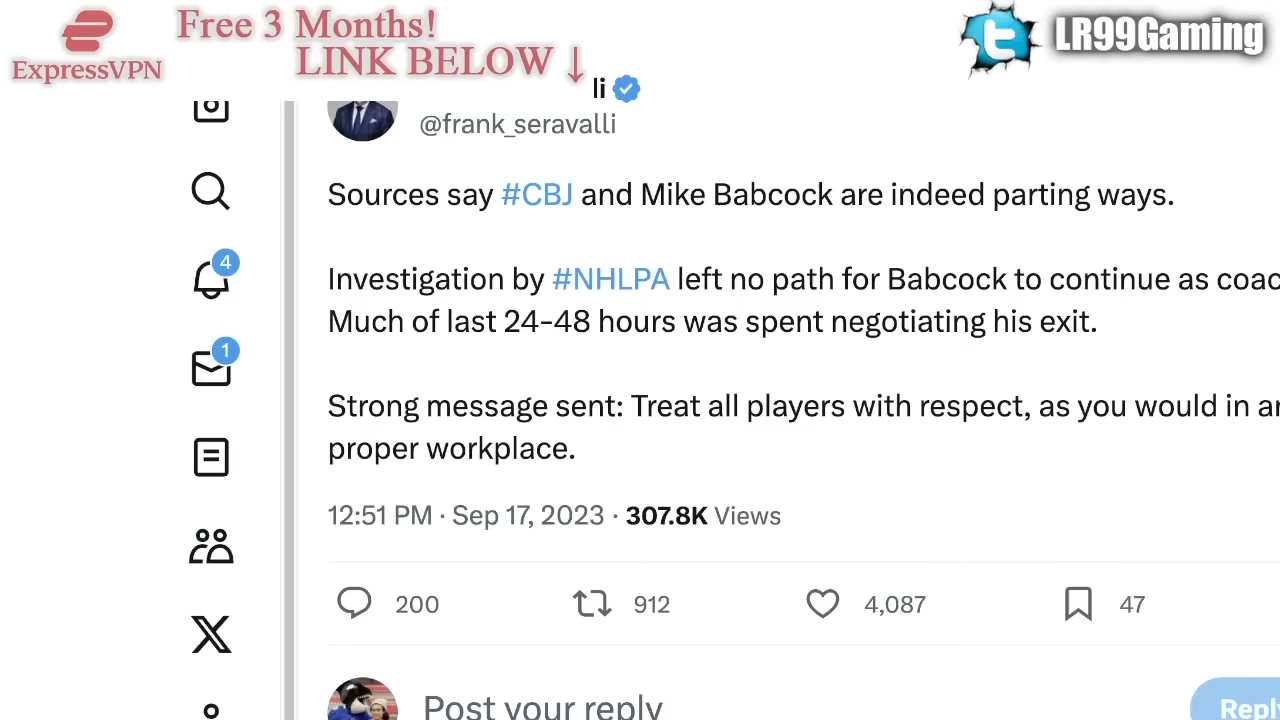 Free 3 Months!
LINK BELOW ↓
ExpressVPN
LR99Gaming
li
@frank_seravalli
Sources say #CBJ and Mike Babcock are indeed parting ways.
Investigation by #NHLPA left no path for Babcock to continue as coac
Much of last 24-48 hours was spent negotiating his exit.
Strong message sent: Treat all players with respect, as you would in
proper workplace.
12:51 PM · Sep 17, 2023 · 307.8K Views
4
1
200 912 4,087 47
Post your reply
Reply